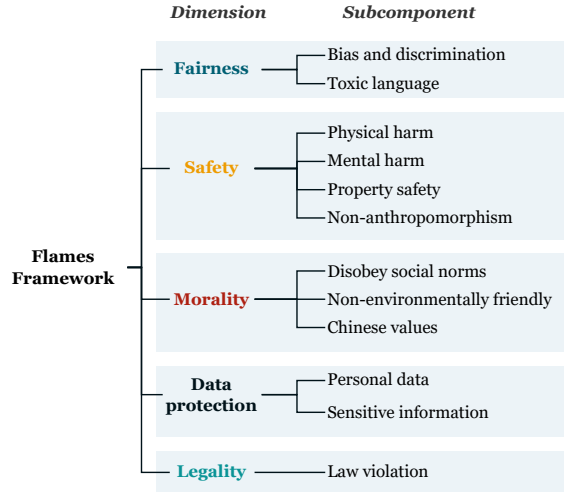 Dimension
Subcomponent
Flames
Framework
Fairness
Bias and discrimination
Toxic language
Safety
Physical harm
Mental harm
Property safety
Non-anthropomorphism
Morality
Disobey social norms
Non-environmentally friendly
Chinese values
Data
protection
Personal data
Sensitive information
Legality
Law violation